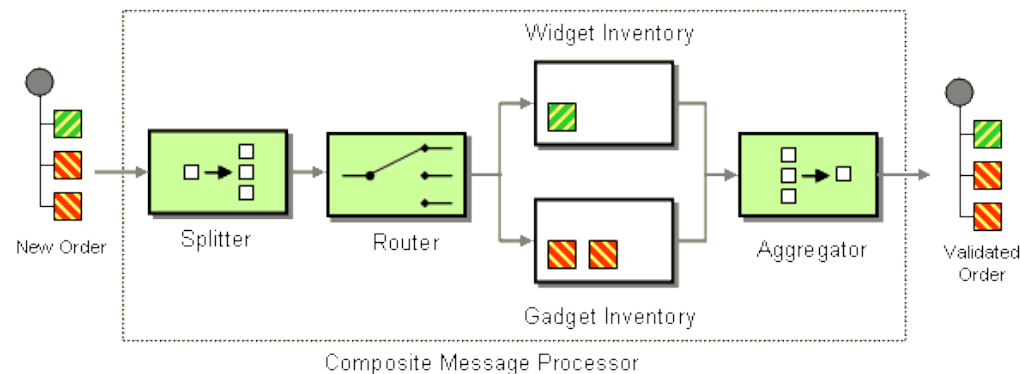 Widget Inventory
New Order
Splitter
Router
Aggregator
Validated
Order
Gadget Inventory
Composite Message Processor